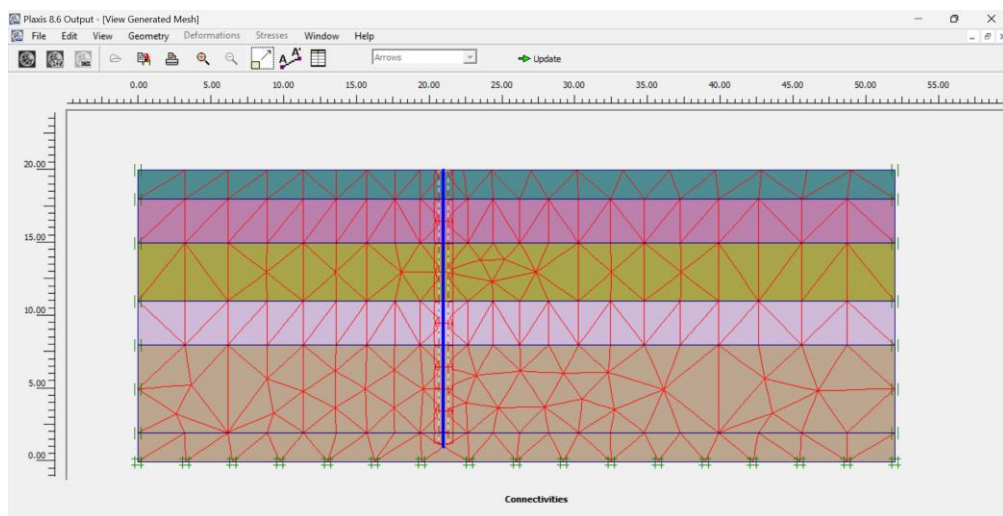 Plaxis 8.6 Output - [View Generated Mesh]
File Edit View Geometry Deformations Stresses Window Help
Arrows Update
0.00 5.00 10.00 15.00 20.00 25.00 30.00 35.00 40.00 45.00 50.00 55.00
20.00
15.00
10.00
5.00
0.00
Connectivities